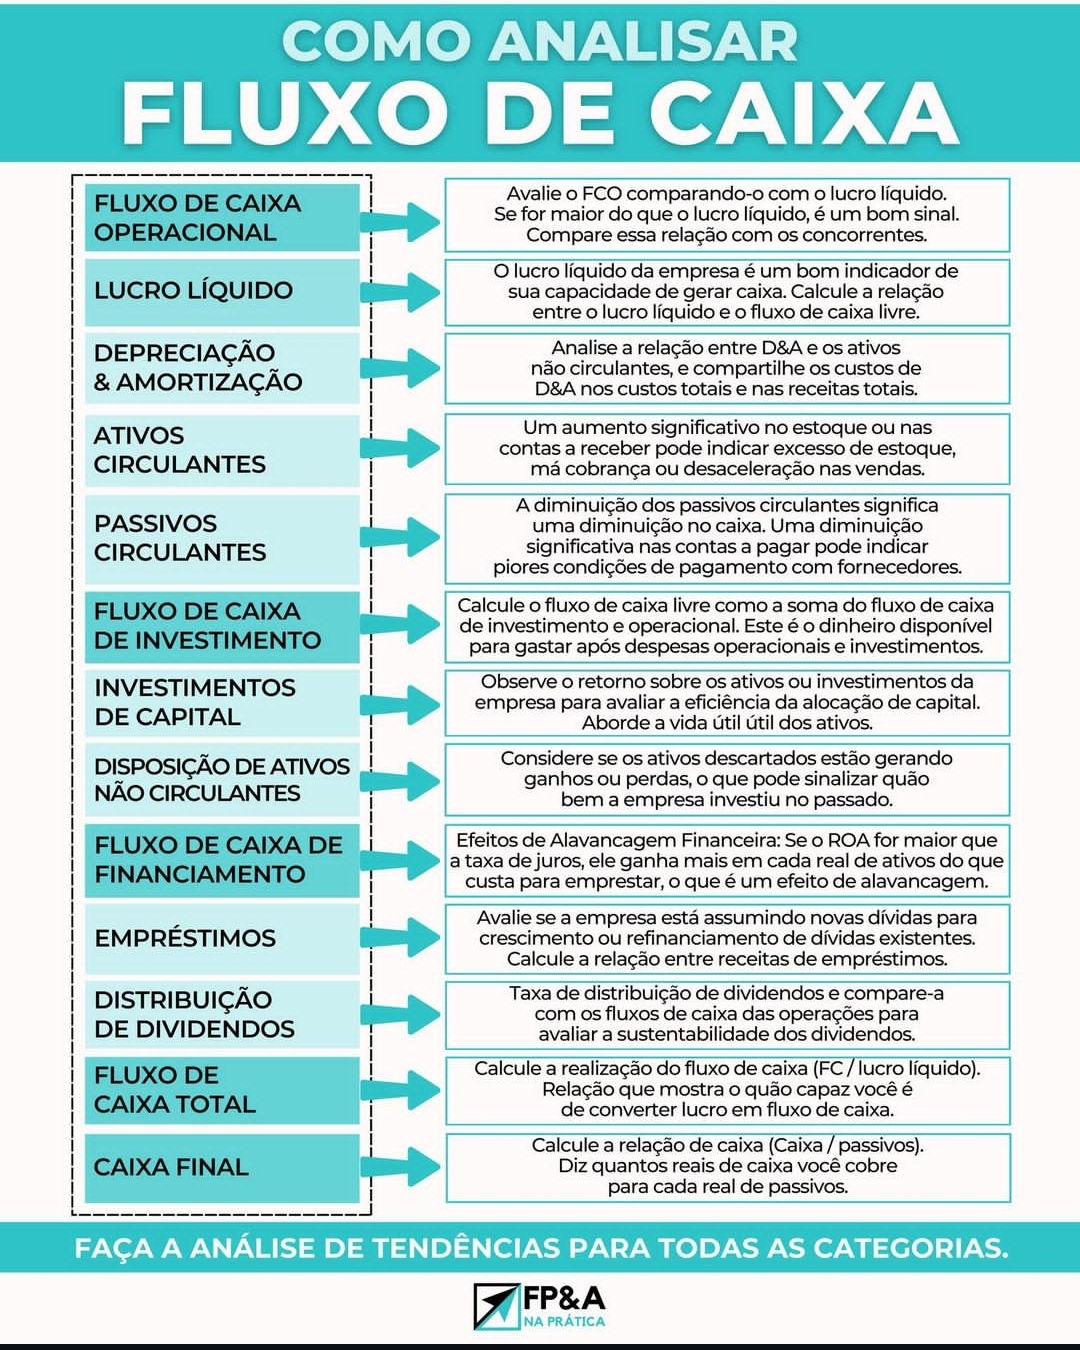 COMO ANALISAR
FLUXO DE CAIXA
FLUXO DE CAIXA
OPERACIONAL
Avalie o FCO comparando-o com o lucro líquido.
Se for maior do que o lucro líquido, é um bom sinal.
Compare essa relação com os concorrentes.
LUCRO LÍQUIDO
O lucro líquido da empresa é um bom indicador de
sua capacidade de gerar caixa. Calcule a relação
entre o lucro líquido e o fluxo de caixa livre.
DEPRECIAÇÃO
& AMORTIZAÇÃO
Analise a relação entre D&A e os ativos
não circulantes, e compartilhe os custos de
D&A nos custos totais e nas receitas totais.
ATIVOS
CIRCULANTES
Um aumento significativo no estoque ou nas
contas a receber pode indicar excesso de estoque,
má cobrança ou desaceleração nas vendas.
PASSIVOS
CIRCULANTES
A diminuição dos passivos circulantes significa
uma diminuição no caixa. Uma diminuição
significativa nas contas a pagar pode indicar
piores condições de pagamento com fornecedores.
FLUXO DE CAIXA
DE INVESTIMENTO
Calcule o fluxo de caixa livre como a soma do fluxo de caixa
de investimento e operacional. Este é o dinheiro disponível
para gastar após despesas operacionais e investimentos.
INVESTIMENTOS
DE CAPITAL
Observe o retorno sobre os ativos ou investimentos da
empresa para avaliar a eficiência da alocação de capital.
Aborde a vida útil útil dos ativos.
DISPOSIÇÃO DE ATIVOS
NÃO CIRCULANTES
Considere se os ativos descartados estão gerando
ganhos ou perdas, o que pode sinalizar quão
bem a empresa investiu no passado.
FLUXO DE CAIXA DE
FINANCIAMENTO
Efeitos de Alavancagem Financeira: Se o ROA for maior que
a taxa de juros, ele ganha mais em cada real de ativos do que
custa para emprestar, o que é um efeito de alavancagem.
EMPRÉSTIMOS
Avalie se a empresa está assumindo novas dívidas para
crescimento ou refinanciamento de dívidas existentes.
Calcule a relação entre receitas de empréstimos.
DISTRIBUIÇÃO
DE DIVIDENDOS
Taxa de distribuição de dividendos e compare-a
com os fluxos de caixa das operações para
avaliar a sustentabilidade dos dividendos.
FLUXO DE
CAIXA TOTAL
Calcule a realização do fluxo de caixa (FC / lucro líquido).
Relação que mostra o quão capaz você é
de converter lucro em fluxo de caixa.
CAIXA FINAL
Calcule a relação de caixa (Caixa / passivos).
Diz quantos reais de caixa você cobre
para cada real de passivos.
FAÇA A ANÁLISE DE TENDÊNCIAS PARA TODAS AS CATEGORIAS.
FP&A
NA PRÁTICA